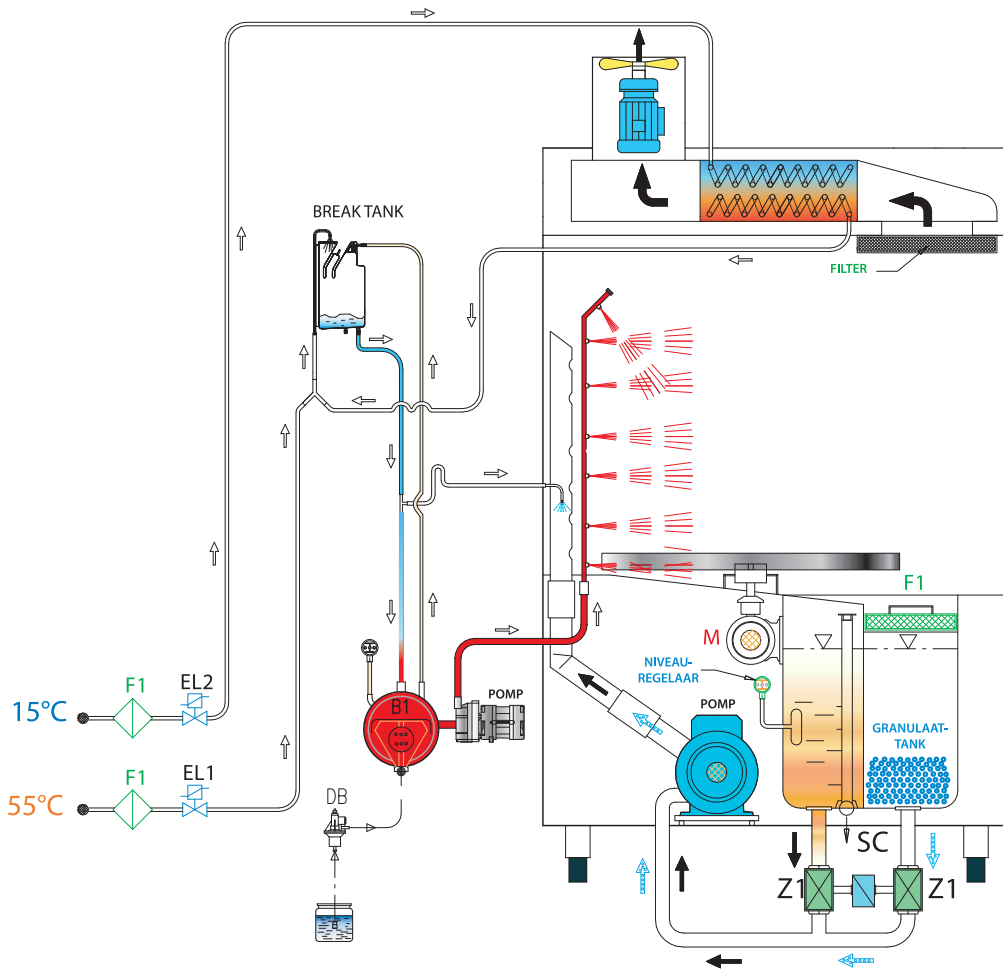 BREAK TANK
FILTER
F1
M
NIVEAU-
REGELAAR
GRANULAAT-
TANK
POMP
POMP
B1
F1
EL2
15°C
F1
EL1
55°C
DB
SC
Z1
Z1